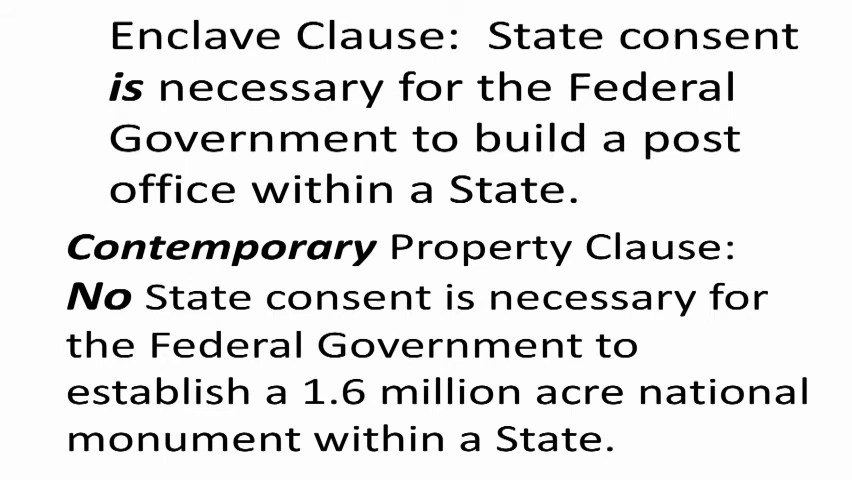 Enclave Clause: State consent
is necessary for the Federal
Government to build a post
office within a State.
Contemporary Property Clause:
No State consent is necessary for
the Federal Government to
establish a 1.6 million acre national
monument within a State.